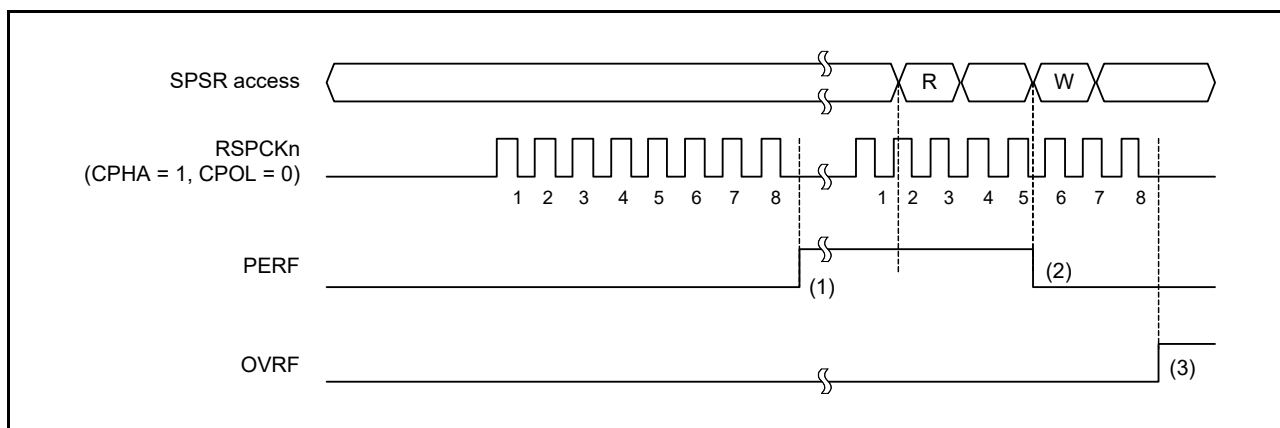 SPSR access
R
W
RSPCKn
(CPHA = 1, CPOL = 0)
1 2 3 4 5 6 7 8 1 2 3 4 5 6 7 8
PERF
(1)
(2)
OVRF
(3)